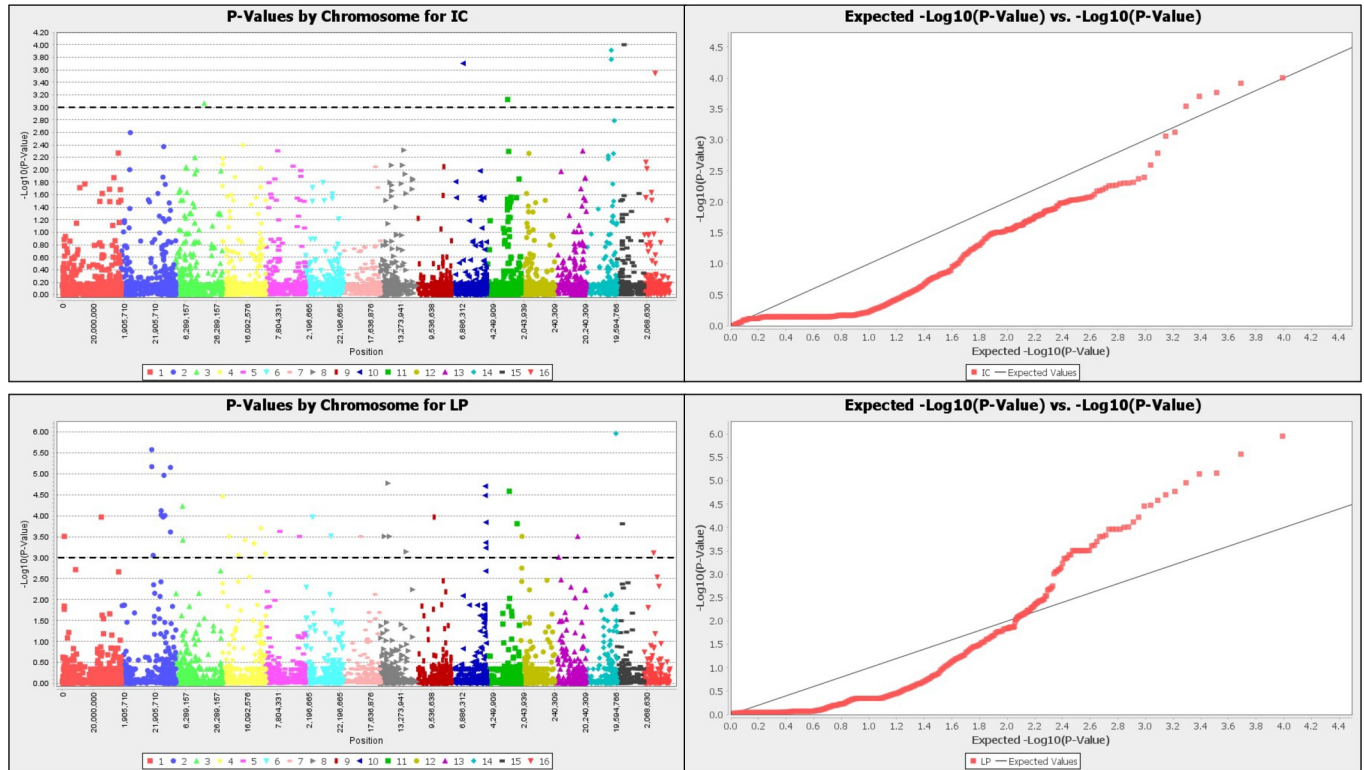 P-Values by Chromosome for IC
-Log10(P-Value)
4.20
4.00
3.80
3.60
3.40
3.20
3.00
2.80
2.60
2.40
2.20
2.00
1.80
1.60
1.40
1.20
1.00
0.80
0.60
0.40
0.20
0.00
0 20,000,000 1,905,710 21,905,710 6,289,157 26,289,157 16,092,576 7,804,331 2,196,665 22,196,665 17,636,876 13,273,941 9,536,638 6,886,312 4,249,909 2,043,939 240,309 20,240,309 19,594,766 2,068,630
Position
1 2 3 4 5 6 7 8 9 10 11 12 13 14 15 16
Expected -Log10(P-Value) vs. -Log10(P-Value)
-Log10(P-Value)
4.5
4.0
3.5
3.0
2.5
2.0
1.5
1.0
0.5
0.0
0.0 0.2 0.4 0.6 0.8 1.0 1.2 1.4 1.6 1.8 2.0 2.2 2.4 2.6 2.8 3.0 3.2 3.4 3.6 3.8 4.0 4.2 4.4
Expected -Log10(P-Value)
IC Expected Values
P-Values by Chromosome for LP
-Log10(P-Value)
6.00
5.50
5.00
4.50
4.00
3.50
3.00
2.50
2.00
1.50
1.00
0.50
0.00
0 20,000,000 1,905,710 21,905,710 6,289,157 26,289,157 16,092,576 7,804,331 2,196,665 22,196,665 17,636,876 13,273,941 9,536,638 6,886,312 4,249,909 2,043,939 240,309 20,240,309 19,594,766 2,068,630
Position
1 2 3 4 5 6 7 8 9 10 11 12 13 14 15 16
Expected -Log10(P-Value) vs. -Log10(P-Value)
-Log10(P-Value)
6.0
5.5
5.0
4.5
4.0
3.5
3.0
2.5
2.0
1.5
1.0
0.5
0.0
0.0 0.2 0.4 0.6 0.8 1.0 1.2 1.4 1.6 1.8 2.0 2.2 2.4 2.6 2.8 3.0 3.2 3.4 3.6 3.8 4.0 4.2 4.4
Expected -Log10(P-Value)
LP Expected Values